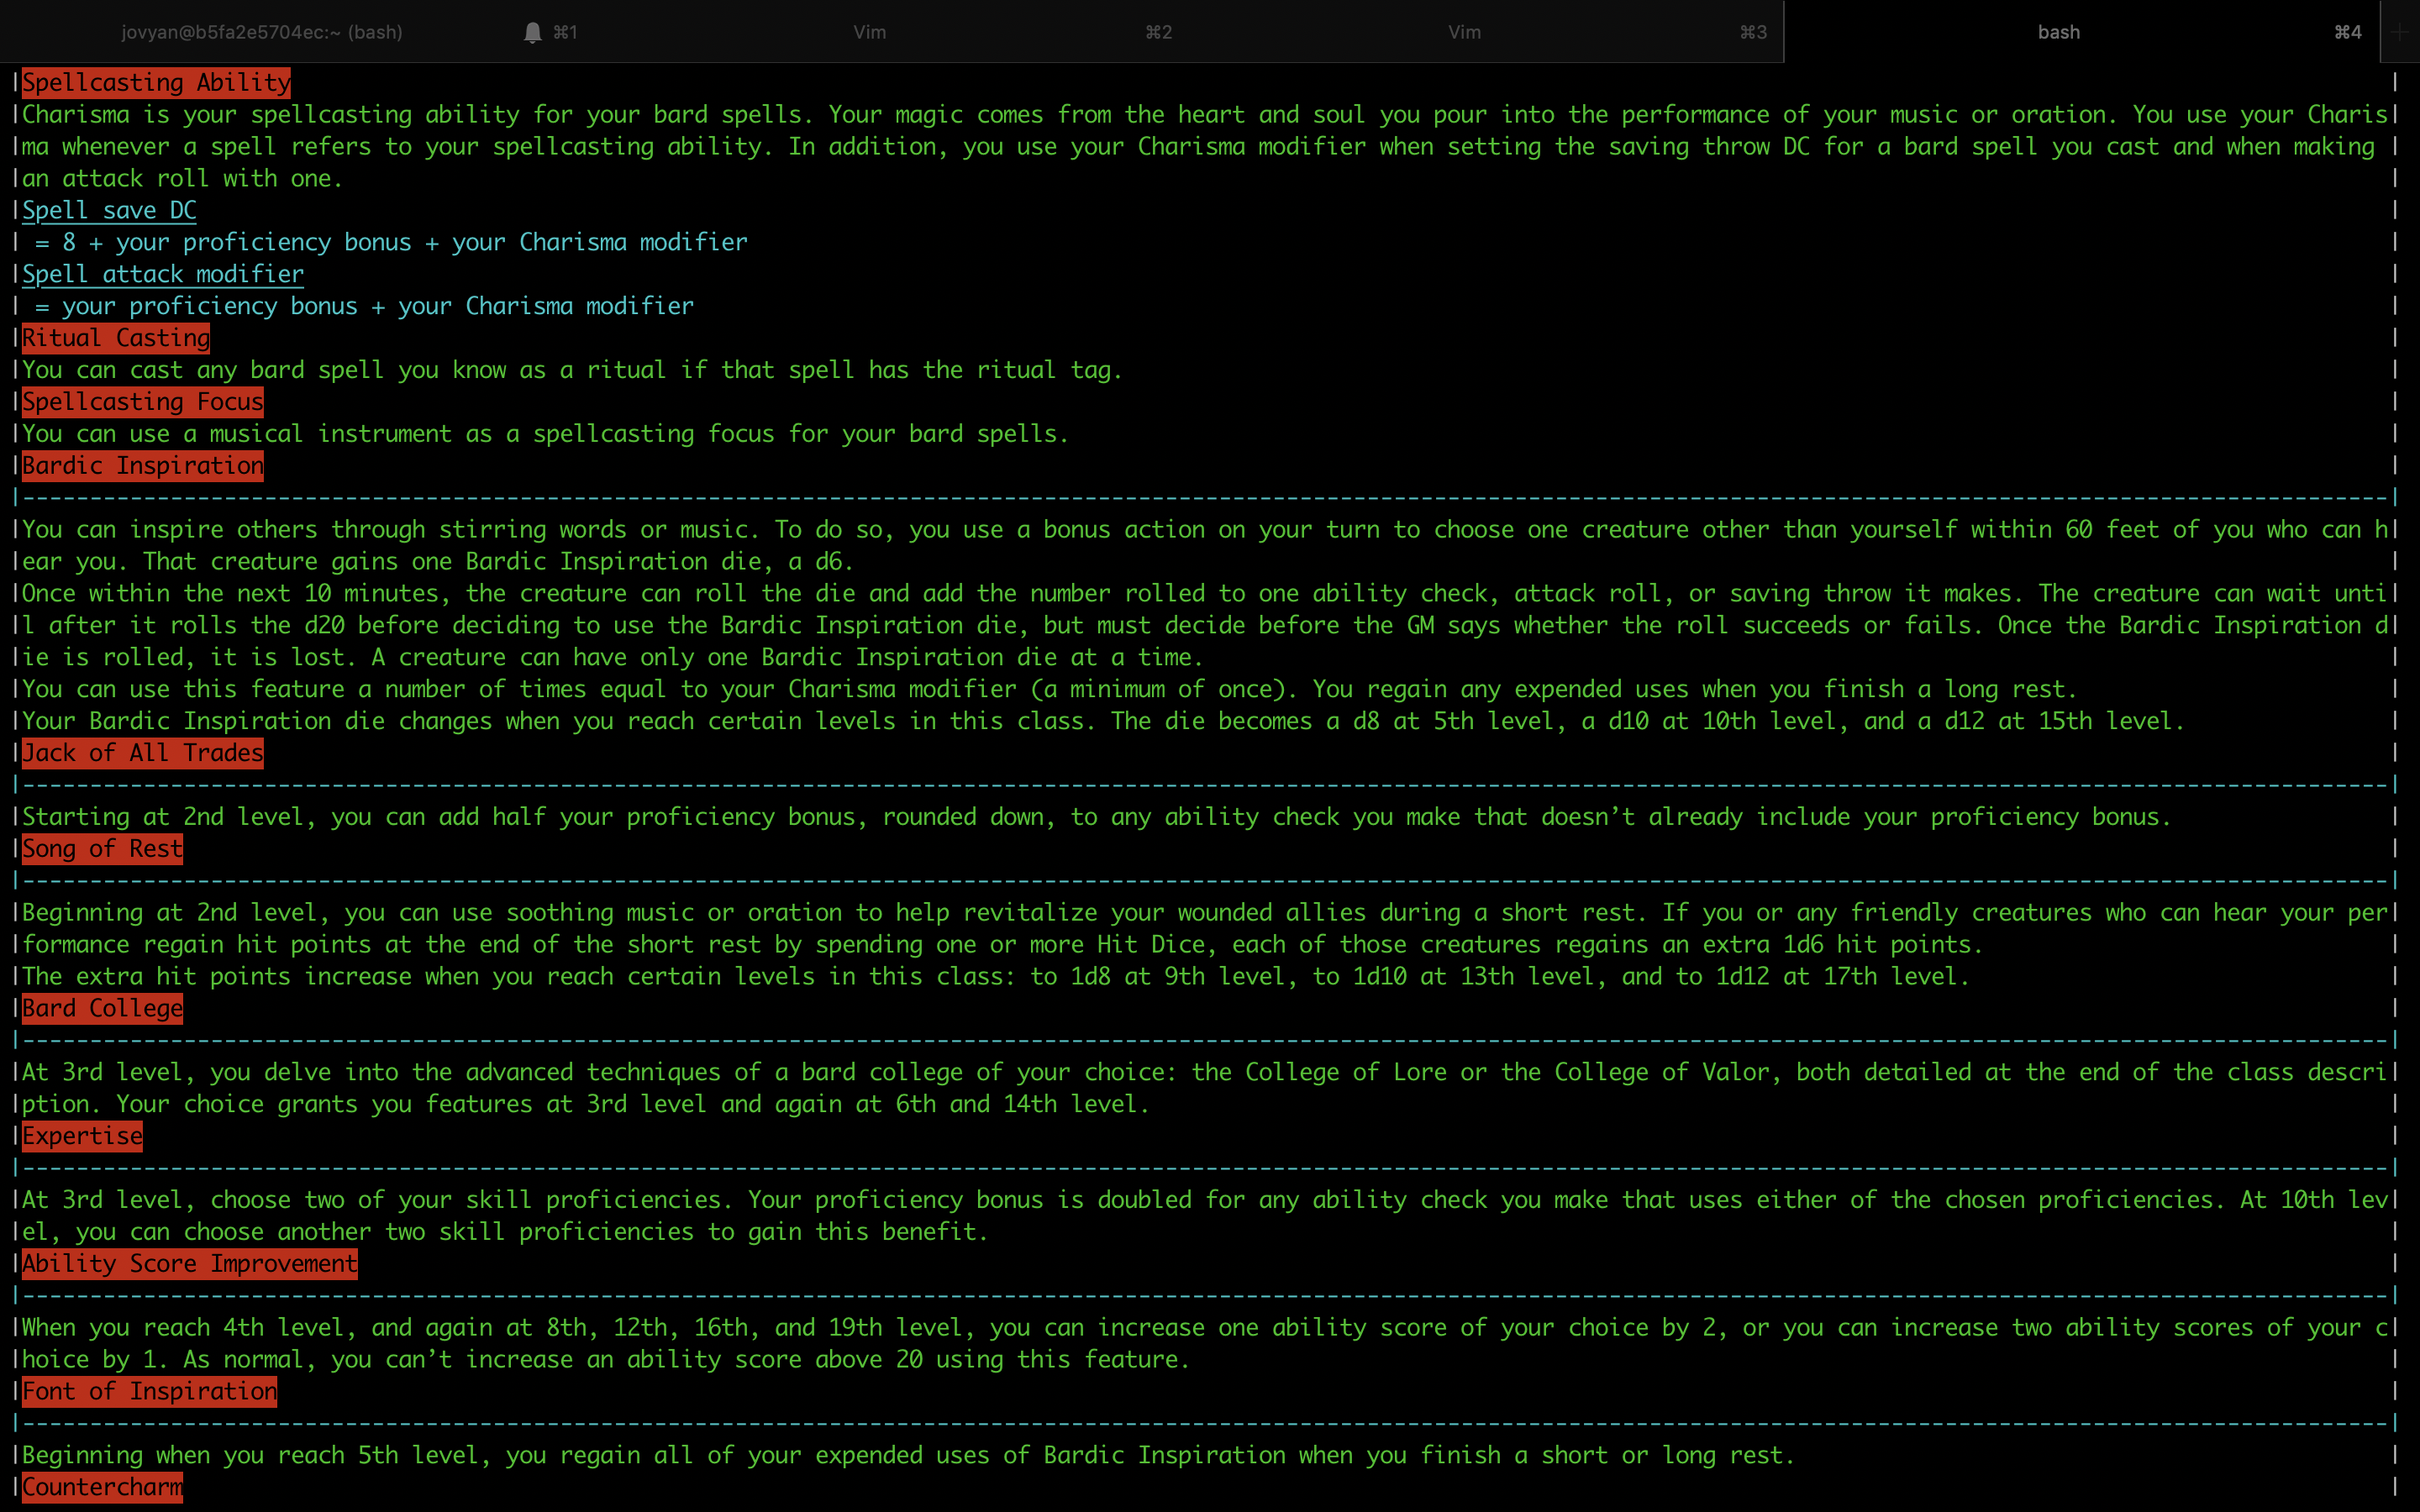 jovyan@b5fa2e5704ec:~ (bash) ⌘1 Vim ⌘2 Vim ⌘3 bash ⌘4 +
|Spellcasting Ability |
|Charisma is your spellcasting ability for your bard spells. Your magic comes from the heart and soul you pour into the performance of your music or oration. You use your Charis|
|ma whenever a spell refers to your spellcasting ability. In addition, you use your Charisma modifier when setting the saving throw DC for a bard spell you cast and when making |
|an attack roll with one. |
|Spell save DC |
| = 8 + your proficiency bonus + your Charisma modifier |
|Spell attack modifier |
| = your proficiency bonus + your Charisma modifier |
|Ritual Casting |
|You can cast any bard spell you know as a ritual if that spell has the ritual tag. |
|Spellcasting Focus |
|You can use a musical instrument as a spellcasting focus for your bard spells. |
|Bardic Inspiration |
|--------------------------------------------------------------------------------|
|You can inspire others through stirring words or music. To do so, you use a bonus action on your turn to choose one creature other than yourself within 60 feet of you who can h|
|ear you. That creature gains one Bardic Inspiration die, a d6. |
|Once within the next 10 minutes, the creature can roll the die and add the number rolled to one ability check, attack roll, or saving throw it makes. The creature can wait unti|
|l after it rolls the d20 before deciding to use the Bardic Inspiration die, but must decide before the GM says whether the roll succeeds or fails. Once the Bardic Inspiration d|
|ie is rolled, it is lost. A creature can have only one Bardic Inspiration die at a time. |
|You can use this feature a number of times equal to your Charisma modifier (a minimum of once). You regain any expended uses when you finish a long rest. |
|Your Bardic Inspiration die changes when you reach certain levels in this class. The die becomes a d8 at 5th level, a d10 at 10th level, and a d12 at 15th level. |
|Jack of All Trades |
|--------------------------------------------------------------------------------|
|Starting at 2nd level, you can add half your proficiency bonus, rounded down, to any ability check you make that doesn’t already include your proficiency bonus. |
|Song of Rest |
|--------------------------------------------------------------------------------|
|Beginning at 2nd level, you can use soothing music or oration to help revitalize your wounded allies during a short rest. If you or any friendly creatures who can hear your per|
|formance regain hit points at the end of the short rest by spending one or more Hit Dice, each of those creatures regains an extra 1d6 hit points. |
|The extra hit points increase when you reach certain levels in this class: to 1d8 at 9th level, to 1d10 at 13th level, and to 1d12 at 17th level. |
|Bard College |
|--------------------------------------------------------------------------------|
|At 3rd level, you delve into the advanced techniques of a bard college of your choice: the College of Lore or the College of Valor, both detailed at the end of the class descri|
|ption. Your choice grants you features at 3rd level and again at 6th and 14th level. |
|Expertise |
|--------------------------------------------------------------------------------|
|At 3rd level, choose two of your skill proficiencies. Your proficiency bonus is doubled for any ability check you make that uses either of the chosen proficiencies. At 10th lev|
|el, you can choose another two skill proficiencies to gain this benefit. |
|Ability Score Improvement |
|--------------------------------------------------------------------------------|
|When you reach 4th level, and again at 8th, 12th, 16th, and 19th level, you can increase one ability score of your choice by 2, or you can increase two ability scores of your c|
|hoice by 1. As normal, you can’t increase an ability score above 20 using this feature. |
|Font of Inspiration |
|--------------------------------------------------------------------------------|
|Beginning when you reach 5th level, you regain all of your expended uses of Bardic Inspiration when you finish a short or long rest. |
|Countercharm |